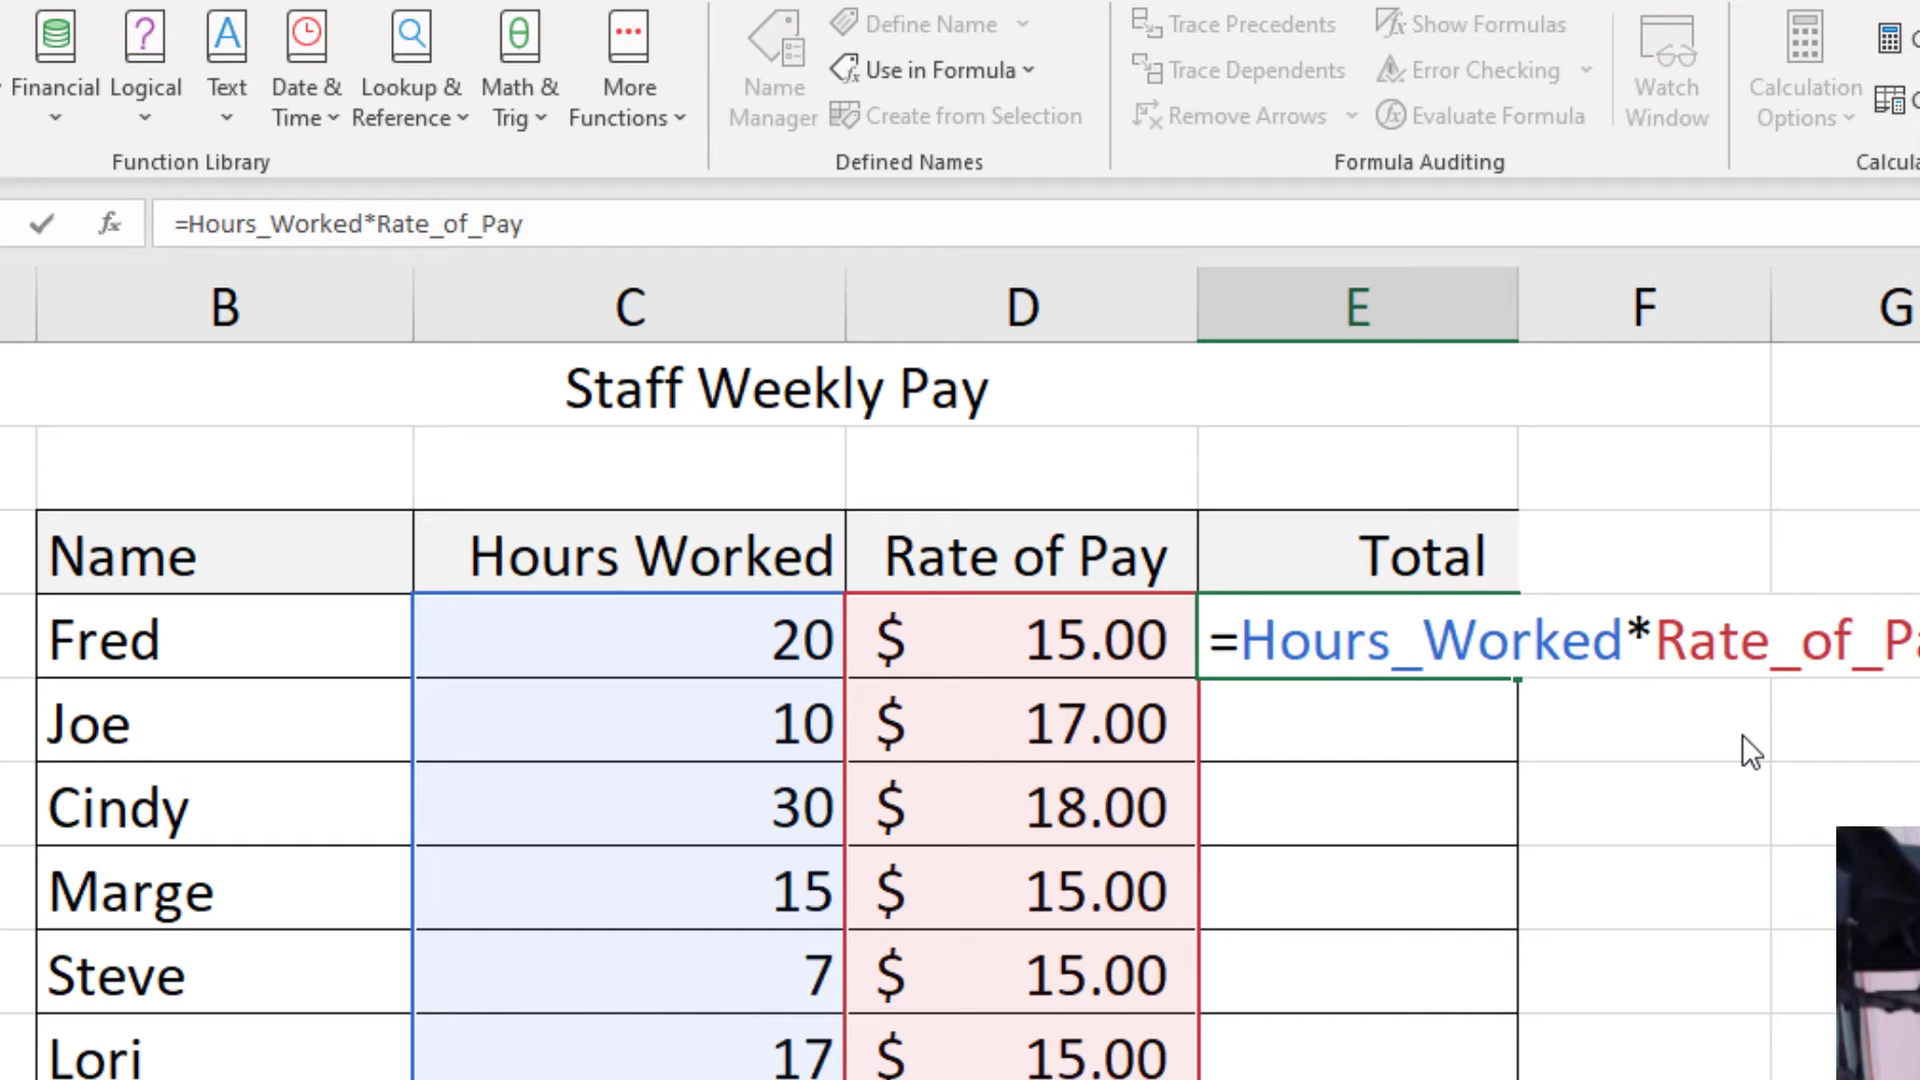 Financial Logical Text Date & Time Lookup & Reference Math & Trig More Functions
Function Library
Name Manager
Define Name
Use in Formula
Create from Selection
Defined Names
Trace Precedents
Trace Dependents
Remove Arrows
Show Formulas
Error Checking
Evaluate Formula
Watch Window
Formula Auditing
Calculation Options
fx =Hours_Worked*Rate_of_Pay
B C D E F G
Staff Weekly Pay
Name Hours Worked Rate of Pay Total
Fred 20 $ 15.00 =Hours_Worked*Rate_of_Pa
Joe 10 $ 17.00
Cindy 30 $ 18.00
Marge 15 $ 15.00
Steve 7 $ 15.00
Lori 17 $ 15.00